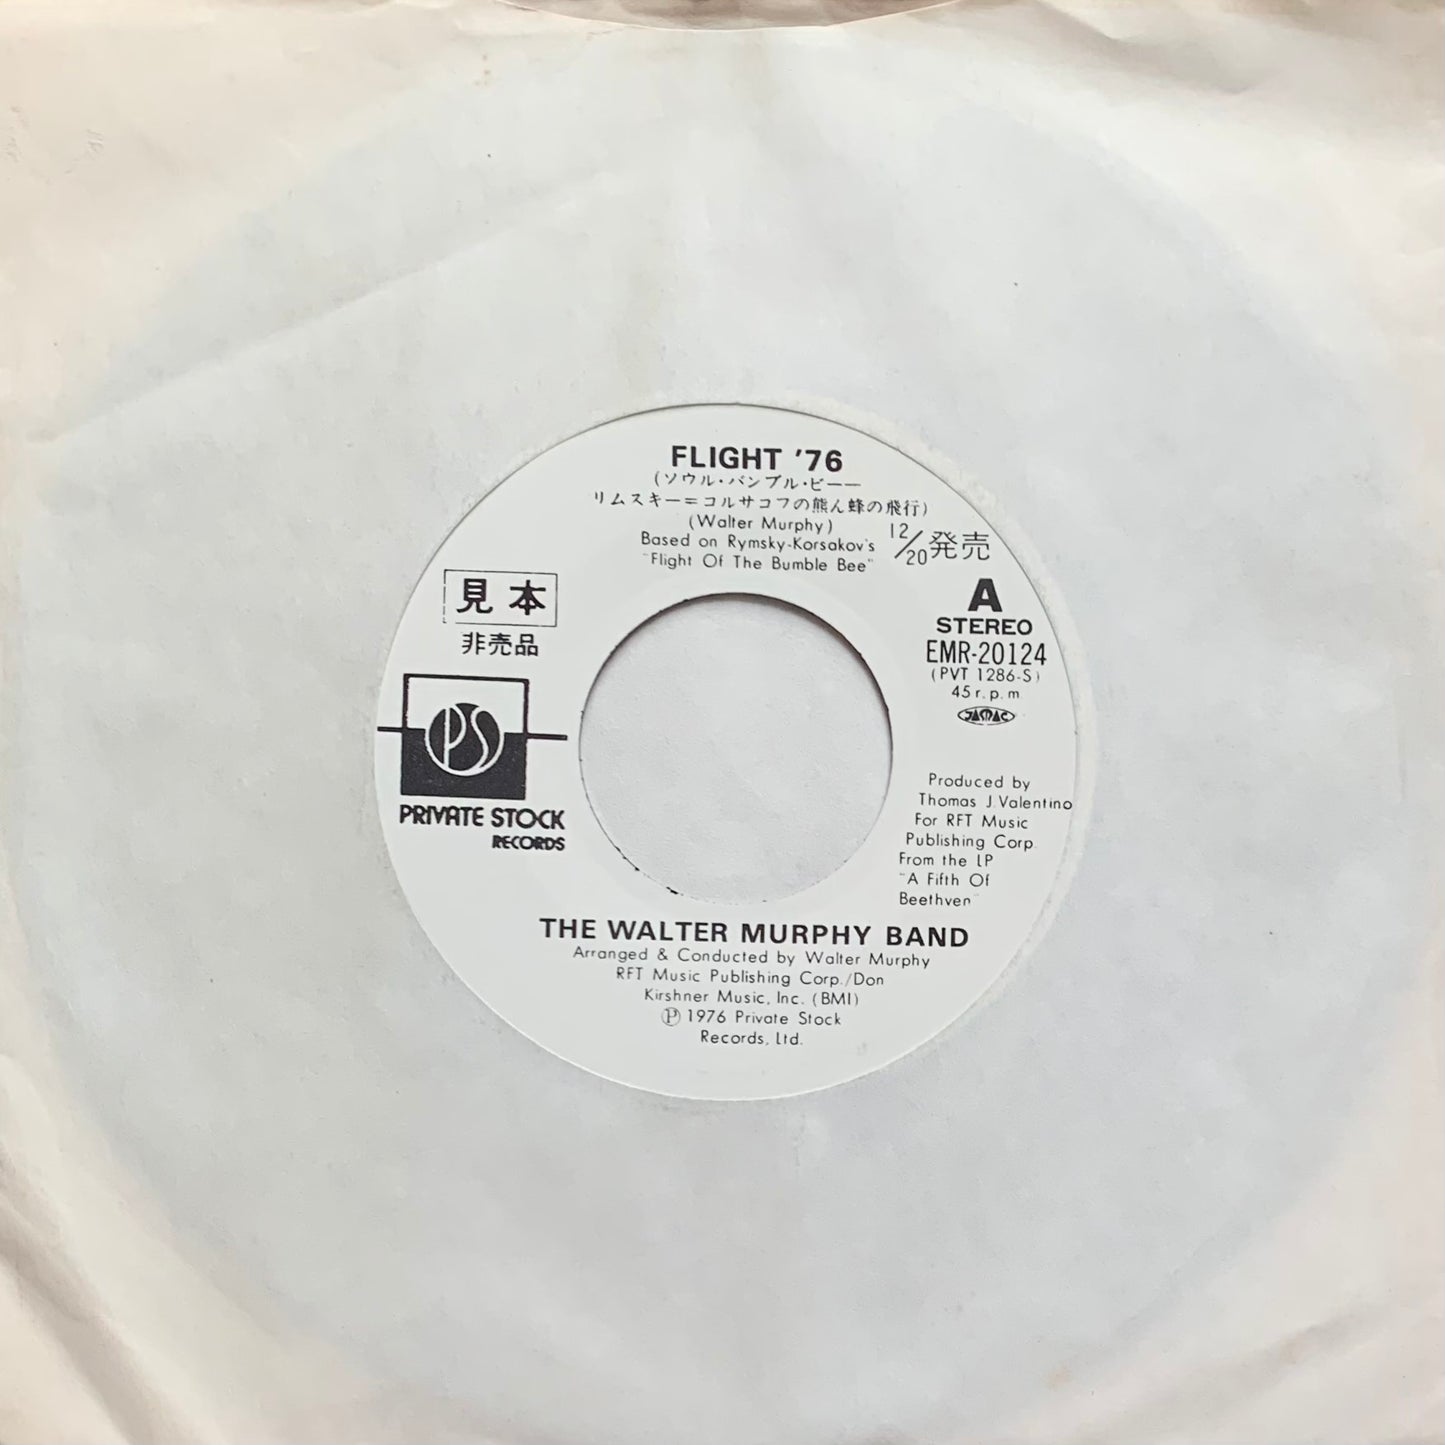 FLIGHT '76
(ソウル・バンブル・ビー—
リムスキー=コルサコフの熊ん蜂の飛行)
(Walter Murphy)
Based on Rymsky-Korsakov's
"Flight Of The Bumble Bee"
12/20発売
見本
非売品
A
STEREO
EMR-20124
(PVT 1286-S)
45 r.p.m
JASRAC
PS
PRIVATE STOCK
RECORDS
Produced by
Thomas J. Valentino
For RFT Music
Publishing Corp.
From the LP
"A Fifth Of
Beethven"
THE WALTER MURPHY BAND
Arranged & Conducted by Walter Murphy
RFT Music Publishing Corp./Don
Kirshner Music, Inc. (BMI)
Ⓟ 1976 Private Stock
Records, Ltd.